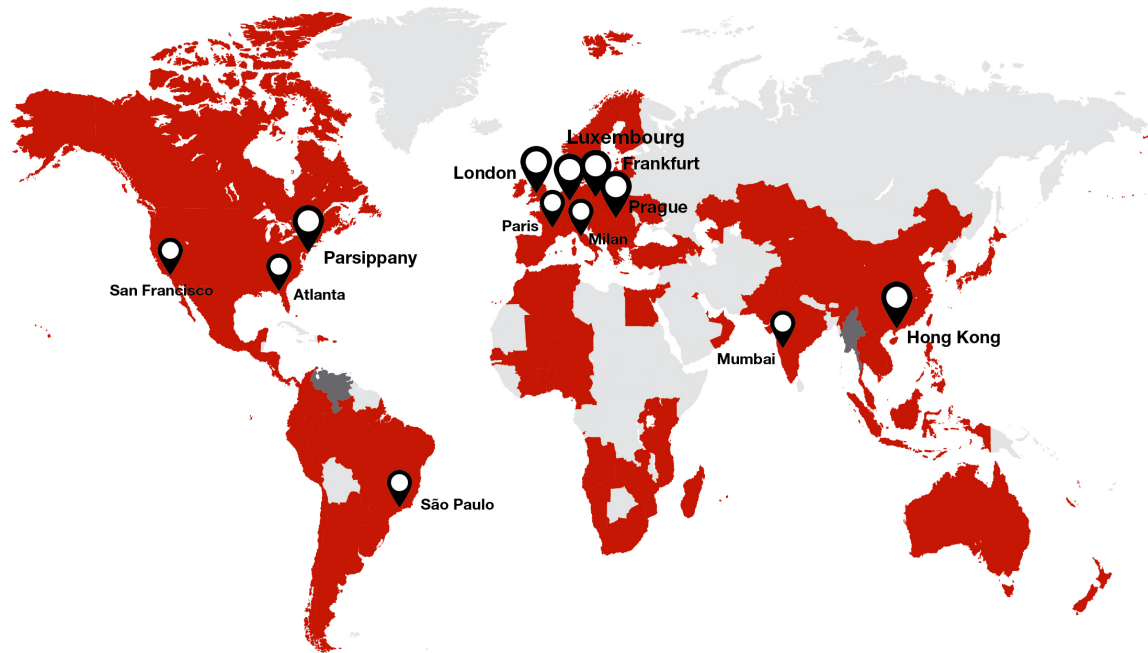 Luxembourg
London
Frankfurt
Prague
Paris
Milan
Parsippany
San Francisco
Atlanta
Hong Kong
Mumbai
São Paulo